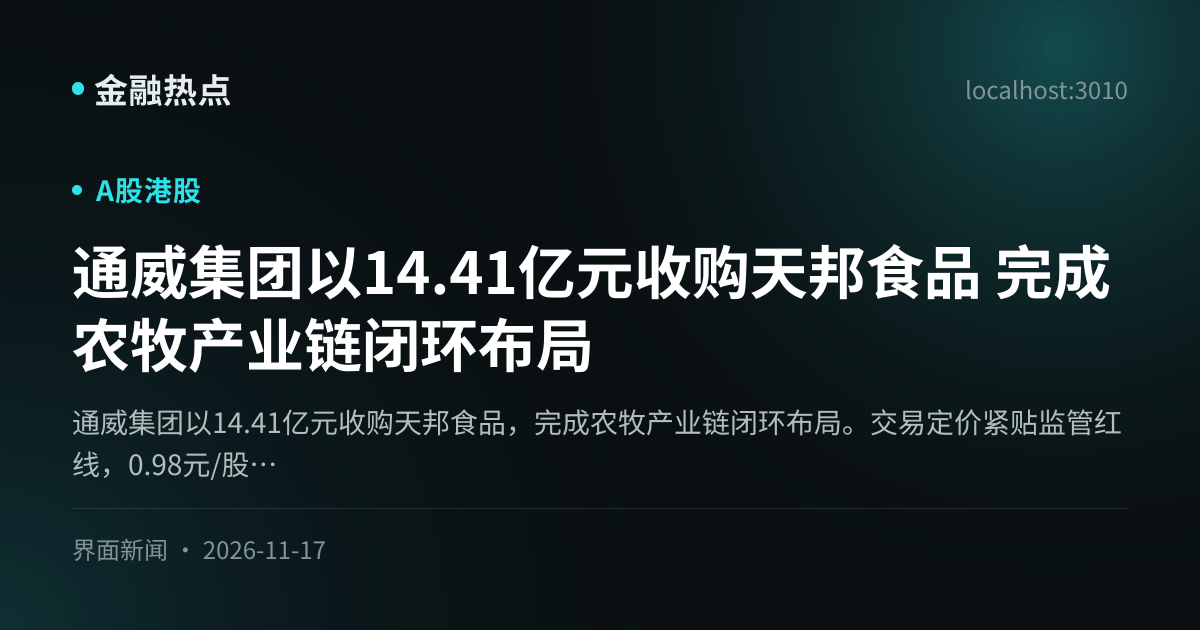 金融热点
localhost:3010
A股港股
通威集团以14.41亿元收购天邦食品 完成
农牧产业链闭环布局
通威集团以14.41亿元收购天邦食品，完成农牧产业链闭环布局。交易定价紧贴监管红
线，0.98元/股…
界面新闻 • 2026-11-17